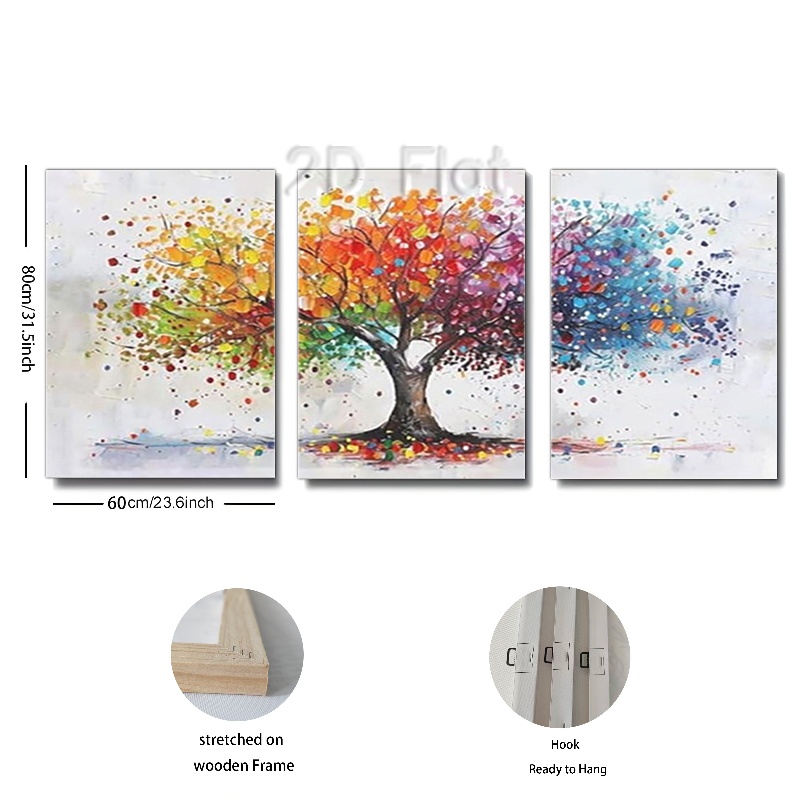 2D Flat
80cm/31.5inch
60cm/23.6inch
stretched on
wooden Frame
Hook
Ready to Hang